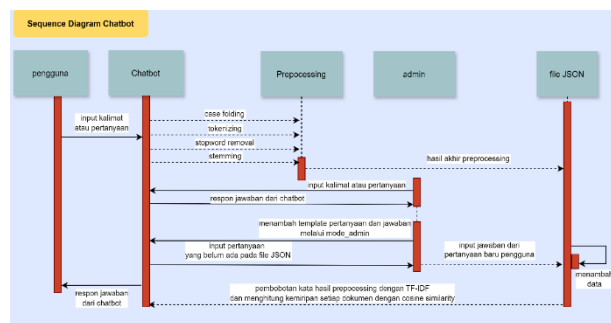 Sequence Diagram Chatbot
pengguna
Chatbot
Prepocessing
admin
file JSON
input kalimat
atau pertanyaan
case folding
tokenizing
stopword removal
stemming
hasil akhir preprocessing
input kalimat atau pertanyaan
respon jawaban dari chatbot
menambah template pertanyaan dan jawaban
melalui mode_admin
input pertanyaan
yang belum ada pada file JSON
input jawaban dari
pertanyaan baru pengguna
menambah
data
pembobotan kata hasil preprocessing dengan TF-IDF
dan menghitung kemiripan setiap dokumen dengan cosine similarity
respon jawaban
dari chatbot